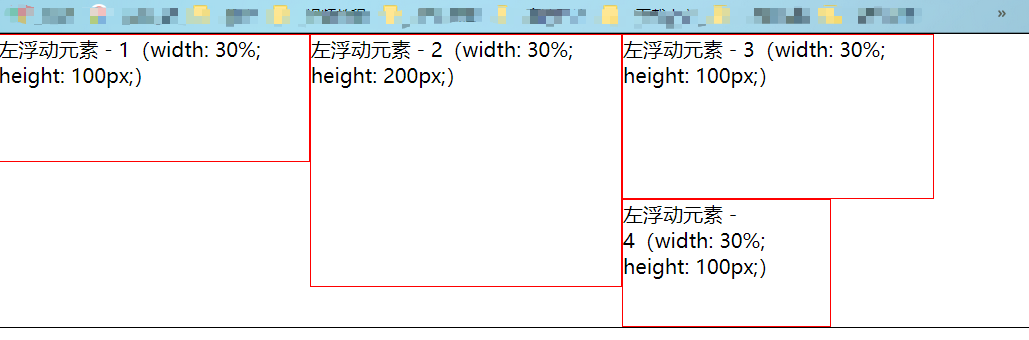 »
左浮动元素 - 1（width: 30%;
height: 100px;）
左浮动元素 - 2（width: 30%;
height: 200px;）
左浮动元素 - 3（width: 30%;
height: 100px;）
左浮动元素 -
4（width: 30%;
height: 100px;）